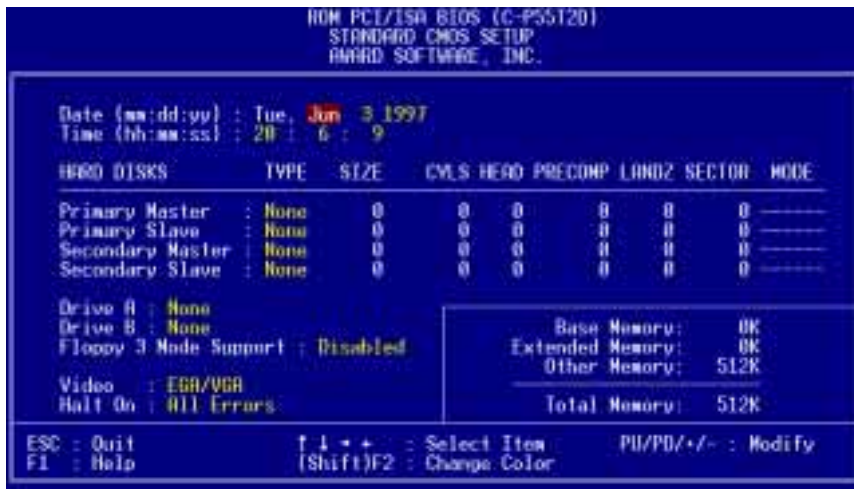 ROM PCI/ISA BIOS (C-P55T2D)
STANDARD CMOS SETUP
AWARD SOFTWARE, INC.
Date (mm:dd:yy) : Tue, Jun 3 1997
Time (hh:mm:ss) : 20 : 6 : 9
HARD DISKS TYPE SIZE CYLS HEAD PRECOMP LANDZ SECTOR MODE
Primary Master : None 0 0 0 0 0 0 ------
Primary Slave : None 0 0 0 0 0 0 ------
Secondary Master : None 0 0 0 0 0 0 ------
Secondary Slave : None 0 0 0 0 0 0 ------
Drive A : None
Drive B : None
Floppy 3 Mode Support : Disabled
Video : EGA/VGA
Halt On : All Errors
Base Memory: 0K
Extended Memory: 0K
Other Memory: 512K
Total Memory: 512K
ESC : Quit ↑ ↓ → ← : Select Item PU/PD/+/- : Modify
F1 : Help (Shift)F2 : Change Color